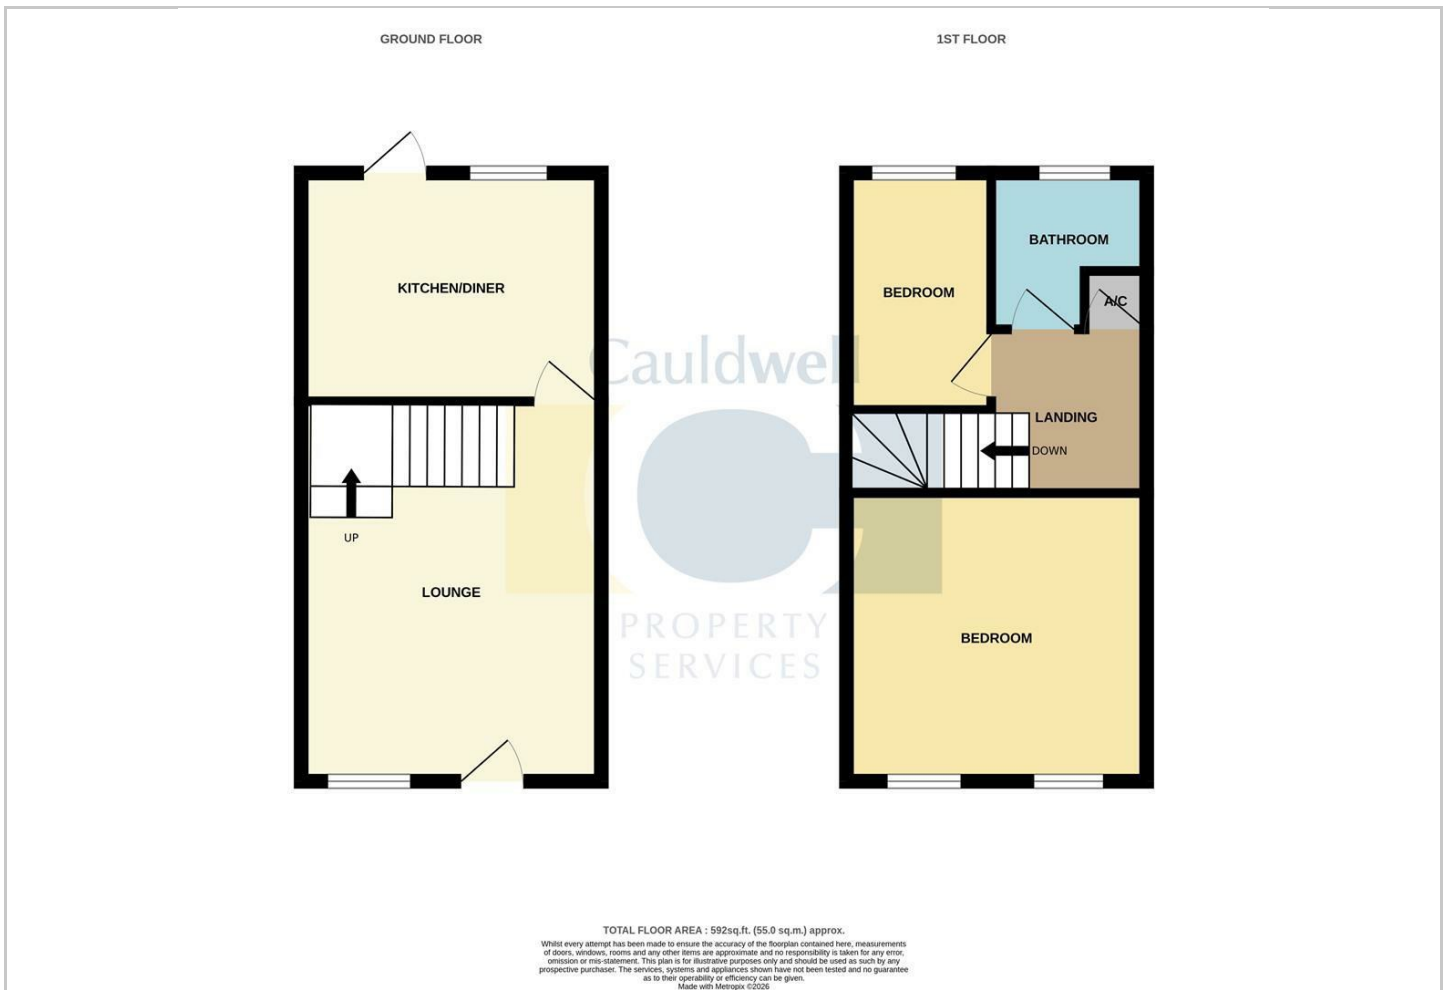 GROUND FLOOR
1ST FLOOR
KITCHEN/DINER
UP
LOUNGE
BEDROOM
BATHROOM
A/C
LANDING
DOWN
BEDROOM
Cauldwell
PROPERTY
SERVICES
TOTAL FLOOR AREA : 592sq.ft. (55.0 sq.m.) approx.
Whilst every attempt has been made to ensure the accuracy of the floorplan contained here, measurements
of doors, windows, rooms and any other items are approximate and no responsibility is taken for any error,
omission or mis-statement. This plan is for illustrative purposes only and should be used as such by any
prospective purchaser. The services, systems and appliances shown have not been tested and no guarantee
as to their operability or efficiency can be given.
Made with Metropix ©2026